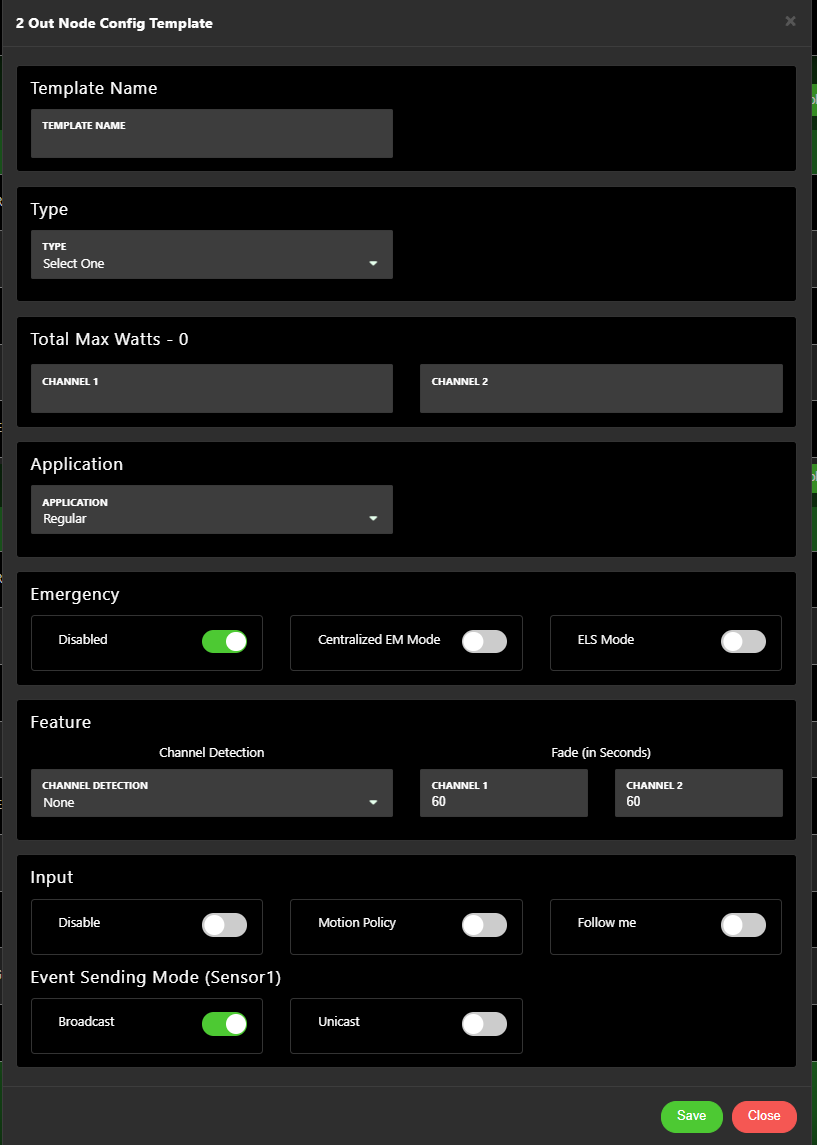 2 Out Node Config Template
×
Template Name
TEMPLATE NAME
Type
TYPE
Select One
Total Max Watts - 0
CHANNEL 1
CHANNEL 2
Application
APPLICATION
Regular
Emergency
Disabled
Centralized EM Mode
ELS Mode
Feature
Channel Detection
Fade (in Seconds)
CHANNEL DETECTION
None
CHANNEL 1
60
CHANNEL 2
60
Input
Disable
Motion Policy
Follow me
Event Sending Mode (Sensor1)
Broadcast
Unicast
Save
Close